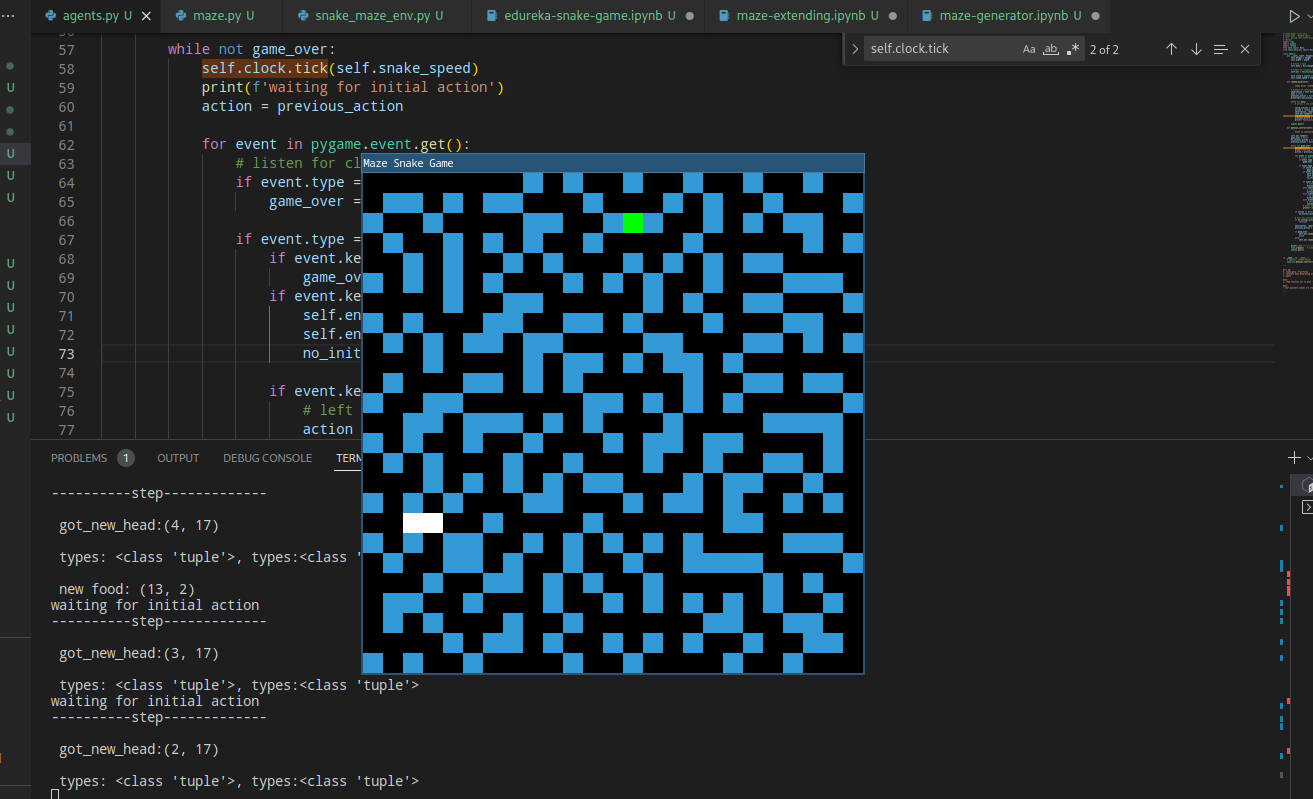 ··· agents.py U × maze.py U snake_maze_env.py U edureka-snake-game.ipynb U ● maze-extending.ipynb U ● maze-generator.ipynb U ●
self.clock.tick Aa ab .* 2 of 2
57 while not game_over:
58 self.clock.tick(self.snake_speed)
59 print(f'waiting for initial action')
60 action = previous_action
61
62 for event in pygame.event.get():
63 # listen for cl
64 if event.type =
65 game_over =
66
67 if event.type =
68 if event.ke
69 game_ov
70 if event.ke
71 self.en
72 self.en
73 no_init
74
75 if event.ke
76 # left
77 action
U
U
U
U
U
U
U
U
U
U
U
U
Maze Snake Game
PROBLEMS 1 OUTPUT DEBUG CONSOLE TERM
----------step-------------
got_new_head:(4, 17)
types: <class 'tuple'>, types:<class '
new food: (13, 2)
waiting for initial action
----------step-------------
got_new_head:(3, 17)
types: <class 'tuple'>, types:<class 'tuple'>
waiting for initial action
----------step-------------
got_new_head:(2, 17)
types: <class 'tuple'>, types:<class 'tuple'>